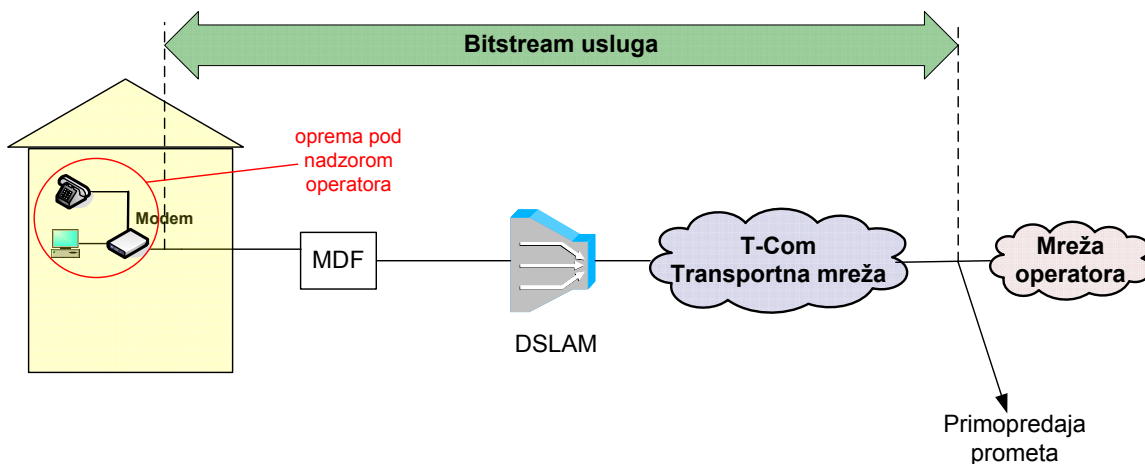 Bitstream usluga
oprema pod
nadzorom
operatora
Modem
MDF
DSLAM
T-Com
Transportna mreža
Mreža
operatora
Primopredaja
prometa